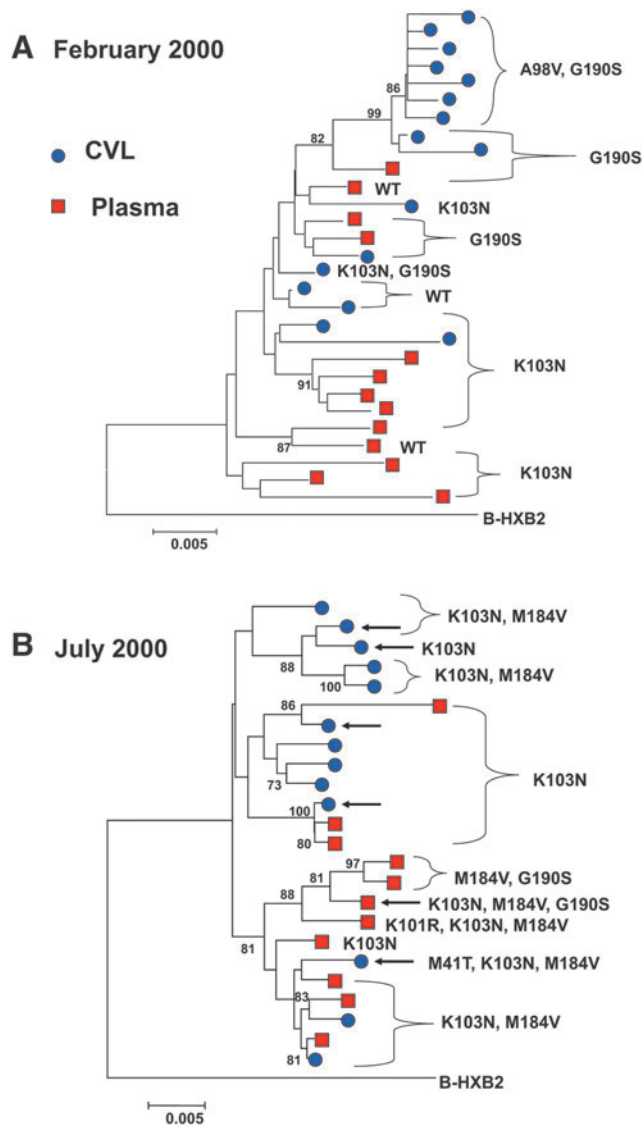 A February 2000
CVL
Plasma
86
A98V, G190S
99
82
G190S
WT
K103N
G190S
K103N, G190S
WT
91
K103N
87
WT
K103N
B-HXB2
0.005
B July 2000
K103N, M184V
K103N
88
K103N, M184V
100
86
73
K103N
100
80
97
M184V, G190S
81
88
K103N, M184V, G190S
K101R, K103N, M184V
81
K103N
M41T, K103N, M184V
83
K103N, M184V
81
B-HXB2
0.005